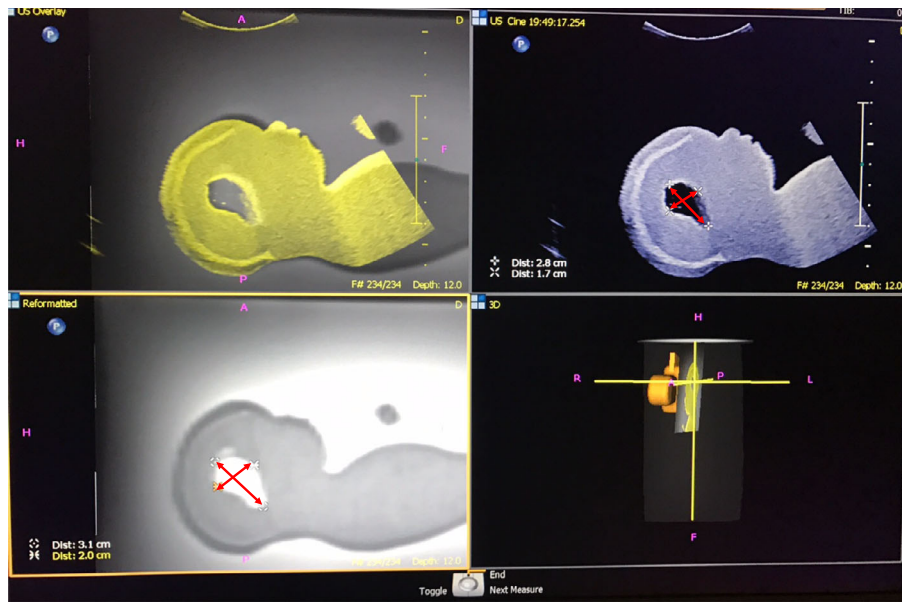 US Overlay
A
D
P
H
F
P
F# 234/234 Depth: 12.0
US Cine 19:49:17.254
P
Dist: 2.8 cm
Dist: 1.7 cm
F# 234/234 Depth: 12.0
Reformatted
A
D
P
H
Dist: 3.1 cm
Dist: 2.0 cm
P
F# 234/234 Depth: 12.0
3D
H
R
P
L
F
Toggle
End
Next Measure